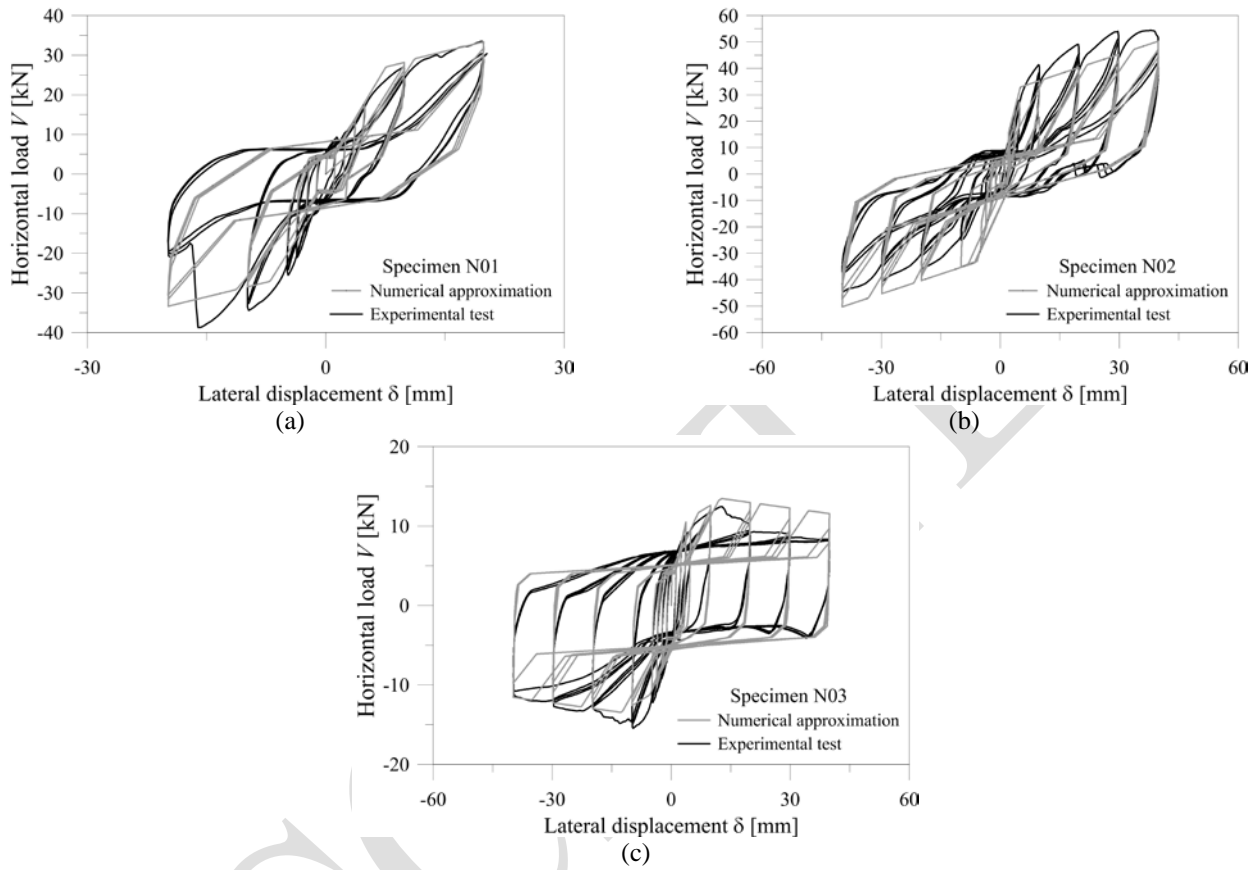 40
30
20
10
0
-10
-20
-30
-40
Horizontal load V [kN]
Specimen N01
Numerical approximation
Experimental test
-30 0 30
Lateral displacement δ [mm]
(a)
60
50
40
30
20
10
0
-10
-20
-30
-40
-50
-60
Horizontal load V [kN]
Specimen N02
Numerical approximation
Experimental test
-60 -30 0 30 60
Lateral displacement δ [mm]
(b)
20
10
0
-10
-20
Horizontal load V [kN]
Specimen N03
Numerical approximation
Experimental test
-60 -30 0 30 60
Lateral displacement δ [mm]
(c)